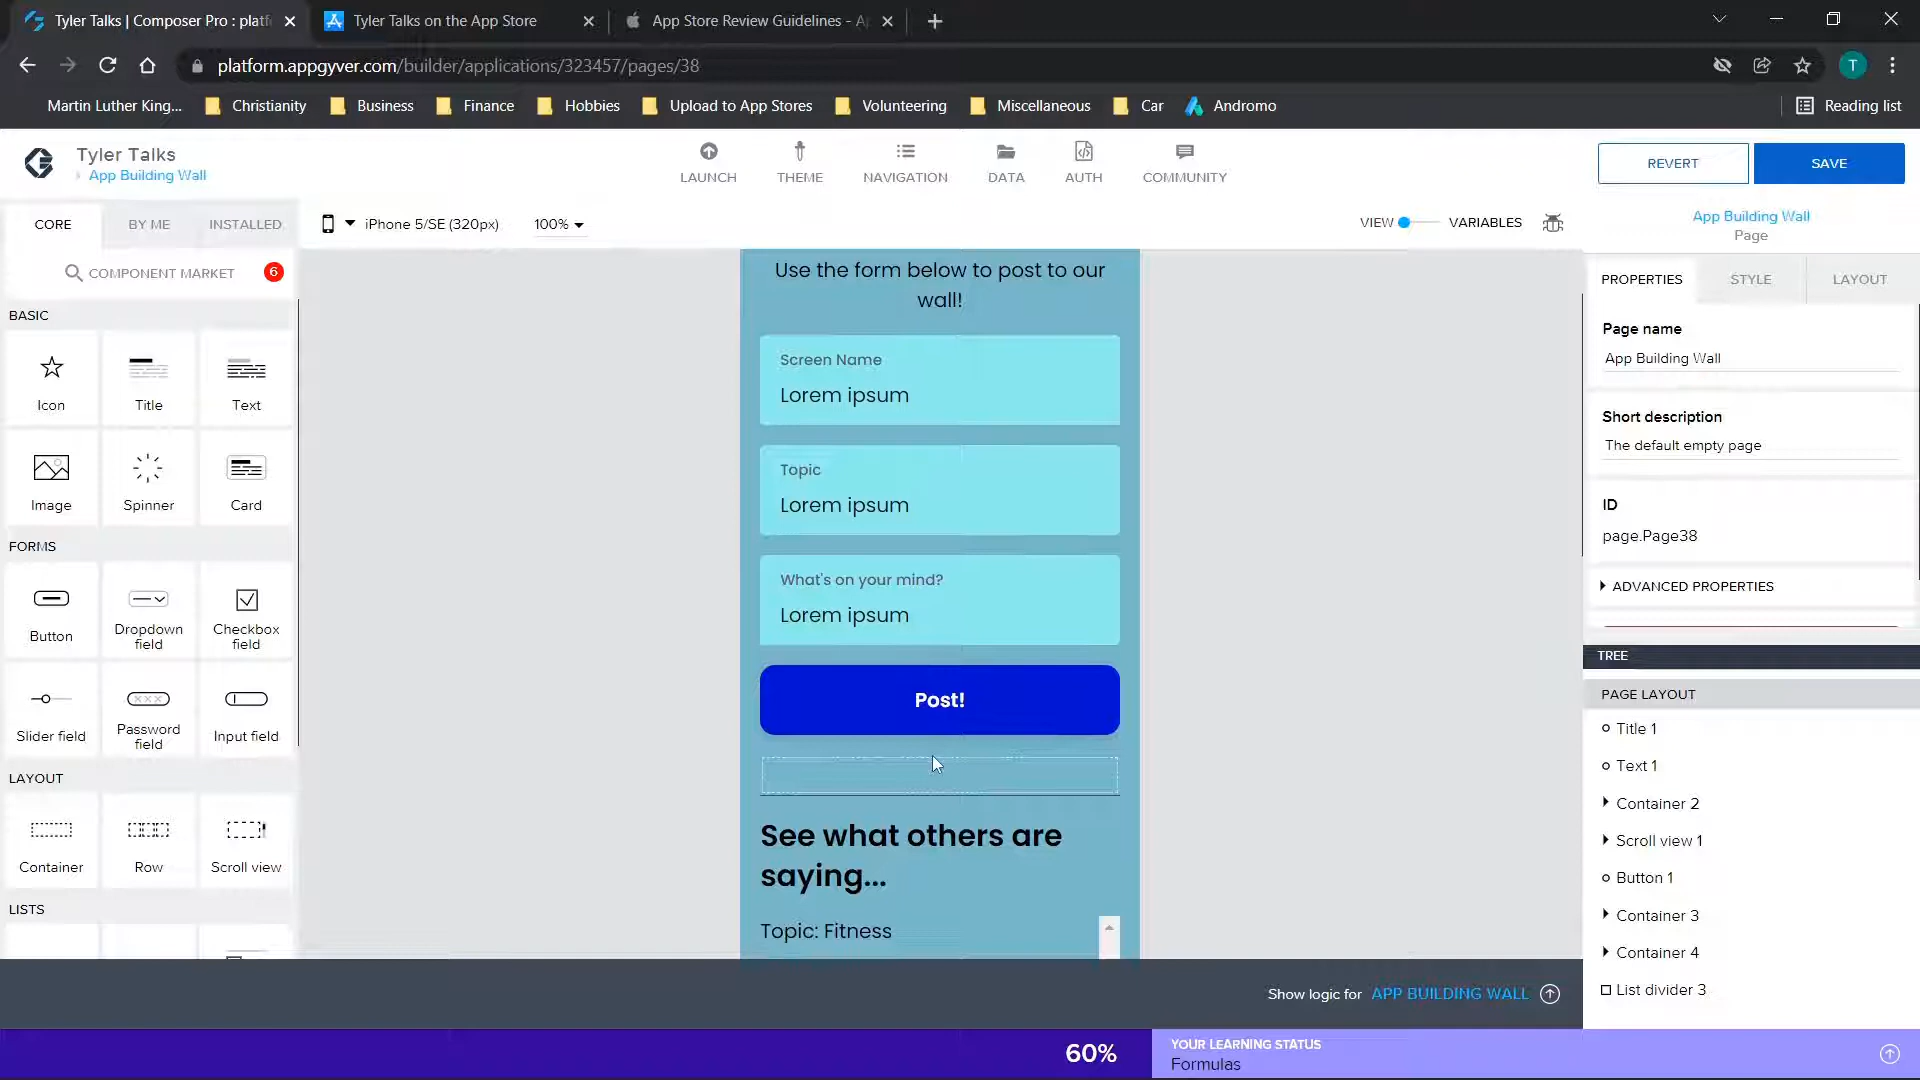 Tyler Talks | Composer Pro : platf
Tyler Talks on the App Store
App Store Review Guidelines - A
platform.appgyver.com/builder/applications/323457/pages/38
T
Martin Luther King...
Christianity
Business
Finance
Hobbies
Upload to App Stores
Volunteering
Miscellaneous
Car
Andromo
Reading list
Tyler Talks
App Building Wall
LAUNCH
THEME
NAVIGATION
DATA
AUTH
COMMUNITY
REVERT
SAVE
CORE
BY ME
INSTALLED
iPhone 5/SE (320px)
100%
VIEW
VARIABLES
App Building Wall
Page
COMPONENT MARKET
6
PROPERTIES
STYLE
LAYOUT
BASIC
Icon
Title
Text
Image
Spinner
Card
FORMS
Button
Dropdown
field
Checkbox
field
Slider field
Password
field
Input field
LAYOUT
Container
Row
Scroll view
LISTS
Use the form below to post to our
wall!
Screen Name
Lorem ipsum
Topic
Lorem ipsum
What's on your mind?
Lorem ipsum
Post!
See what others are
saying...
Topic: Fitness
Page name
App Building Wall
Short description
The default empty page
ID
page.Page38
ADVANCED PROPERTIES
TREE
PAGE LAYOUT
Title 1
Text 1
Container 2
Scroll view 1
Button 1
Container 3
Container 4
List divider 3
Show logic for APP BUILDING WALL
60%
YOUR LEARNING STATUS
Formulas